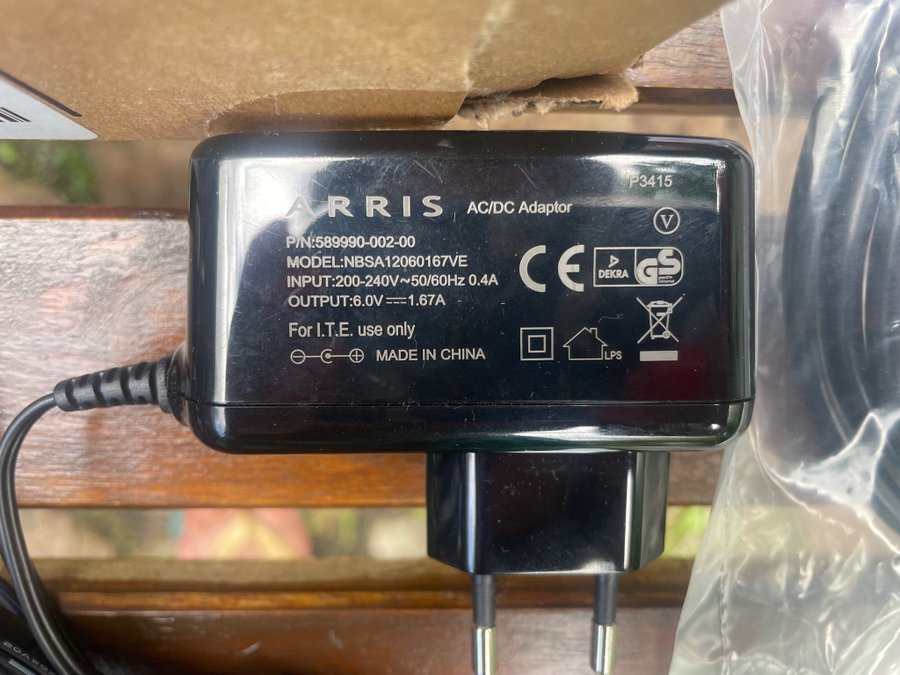 P3415
ARRIS AC/DC Adaptor
V
P/N:589990-002-00
MODEL:NBSA12060167VE
INPUT:200-240V~50/60Hz 0.4A
OUTPUT:6.0V⎓1.67A
CE DEKRA GS
For I.T.E. use only
LPS
MADE IN CHINA
20AWG